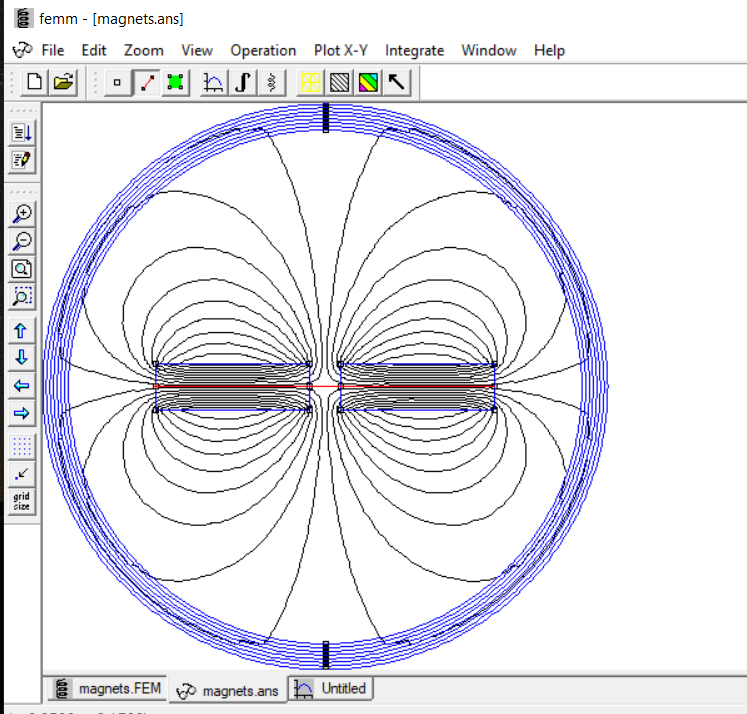 femm - [magnets.ans]
File Edit Zoom View Operation Plot X-Y Integrate Window Help
grid
size
magnets.FEM magnets.ans Untitled